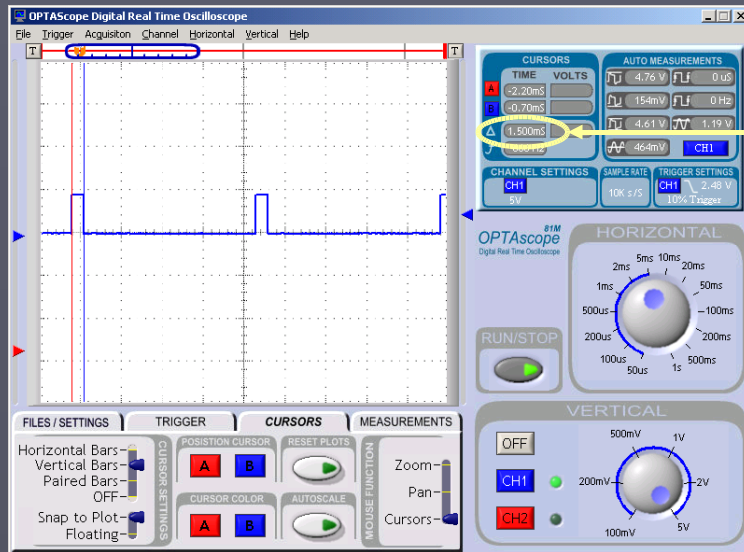 OPTAScope Digital Real Time Oscilloscope
File Trigger Acquisiton Channel Horizontal Vertical Help
T T
CURSORS
TIME VOLTS
A -2.20mS
B -0.70mS
Δ 1.500mS
AUTO MEASUREMENTS
4.76 V 0 uS
154mV 0 Hz
4.61 V 1.19 V
464mV CH1
CHANNEL SETTINGS
CH1
5V
SAMPLE RATE
10K s/S
TRIGGER SETTINGS
CH1 2.48 V
10% Trigger
81M
OPTAscope
Digital Real Time Oscilloscope
HORIZONTAL
5ms 10ms
2ms 20ms
1ms 50ms
500us 100ms
200us 200ms
100us 500ms
50us 1s
RUN/STOP
FILES / SETTINGS TRIGGER CURSORS MEASUREMENTS
Horizontal Bars
Vertical Bars
Paired Bars
OFF
Snap to Plot
Floating
CURSOR SETTINGS
POSISTION CURSOR
A B
CURSOR COLOR
A B
RESET PLOTS
AUTOSCALE
MOUSE FUNCTION
Zoom
Pan
Cursors
VERTICAL
OFF
CH1
CH2
500mV 1V
200mV 2V
100mV 5V